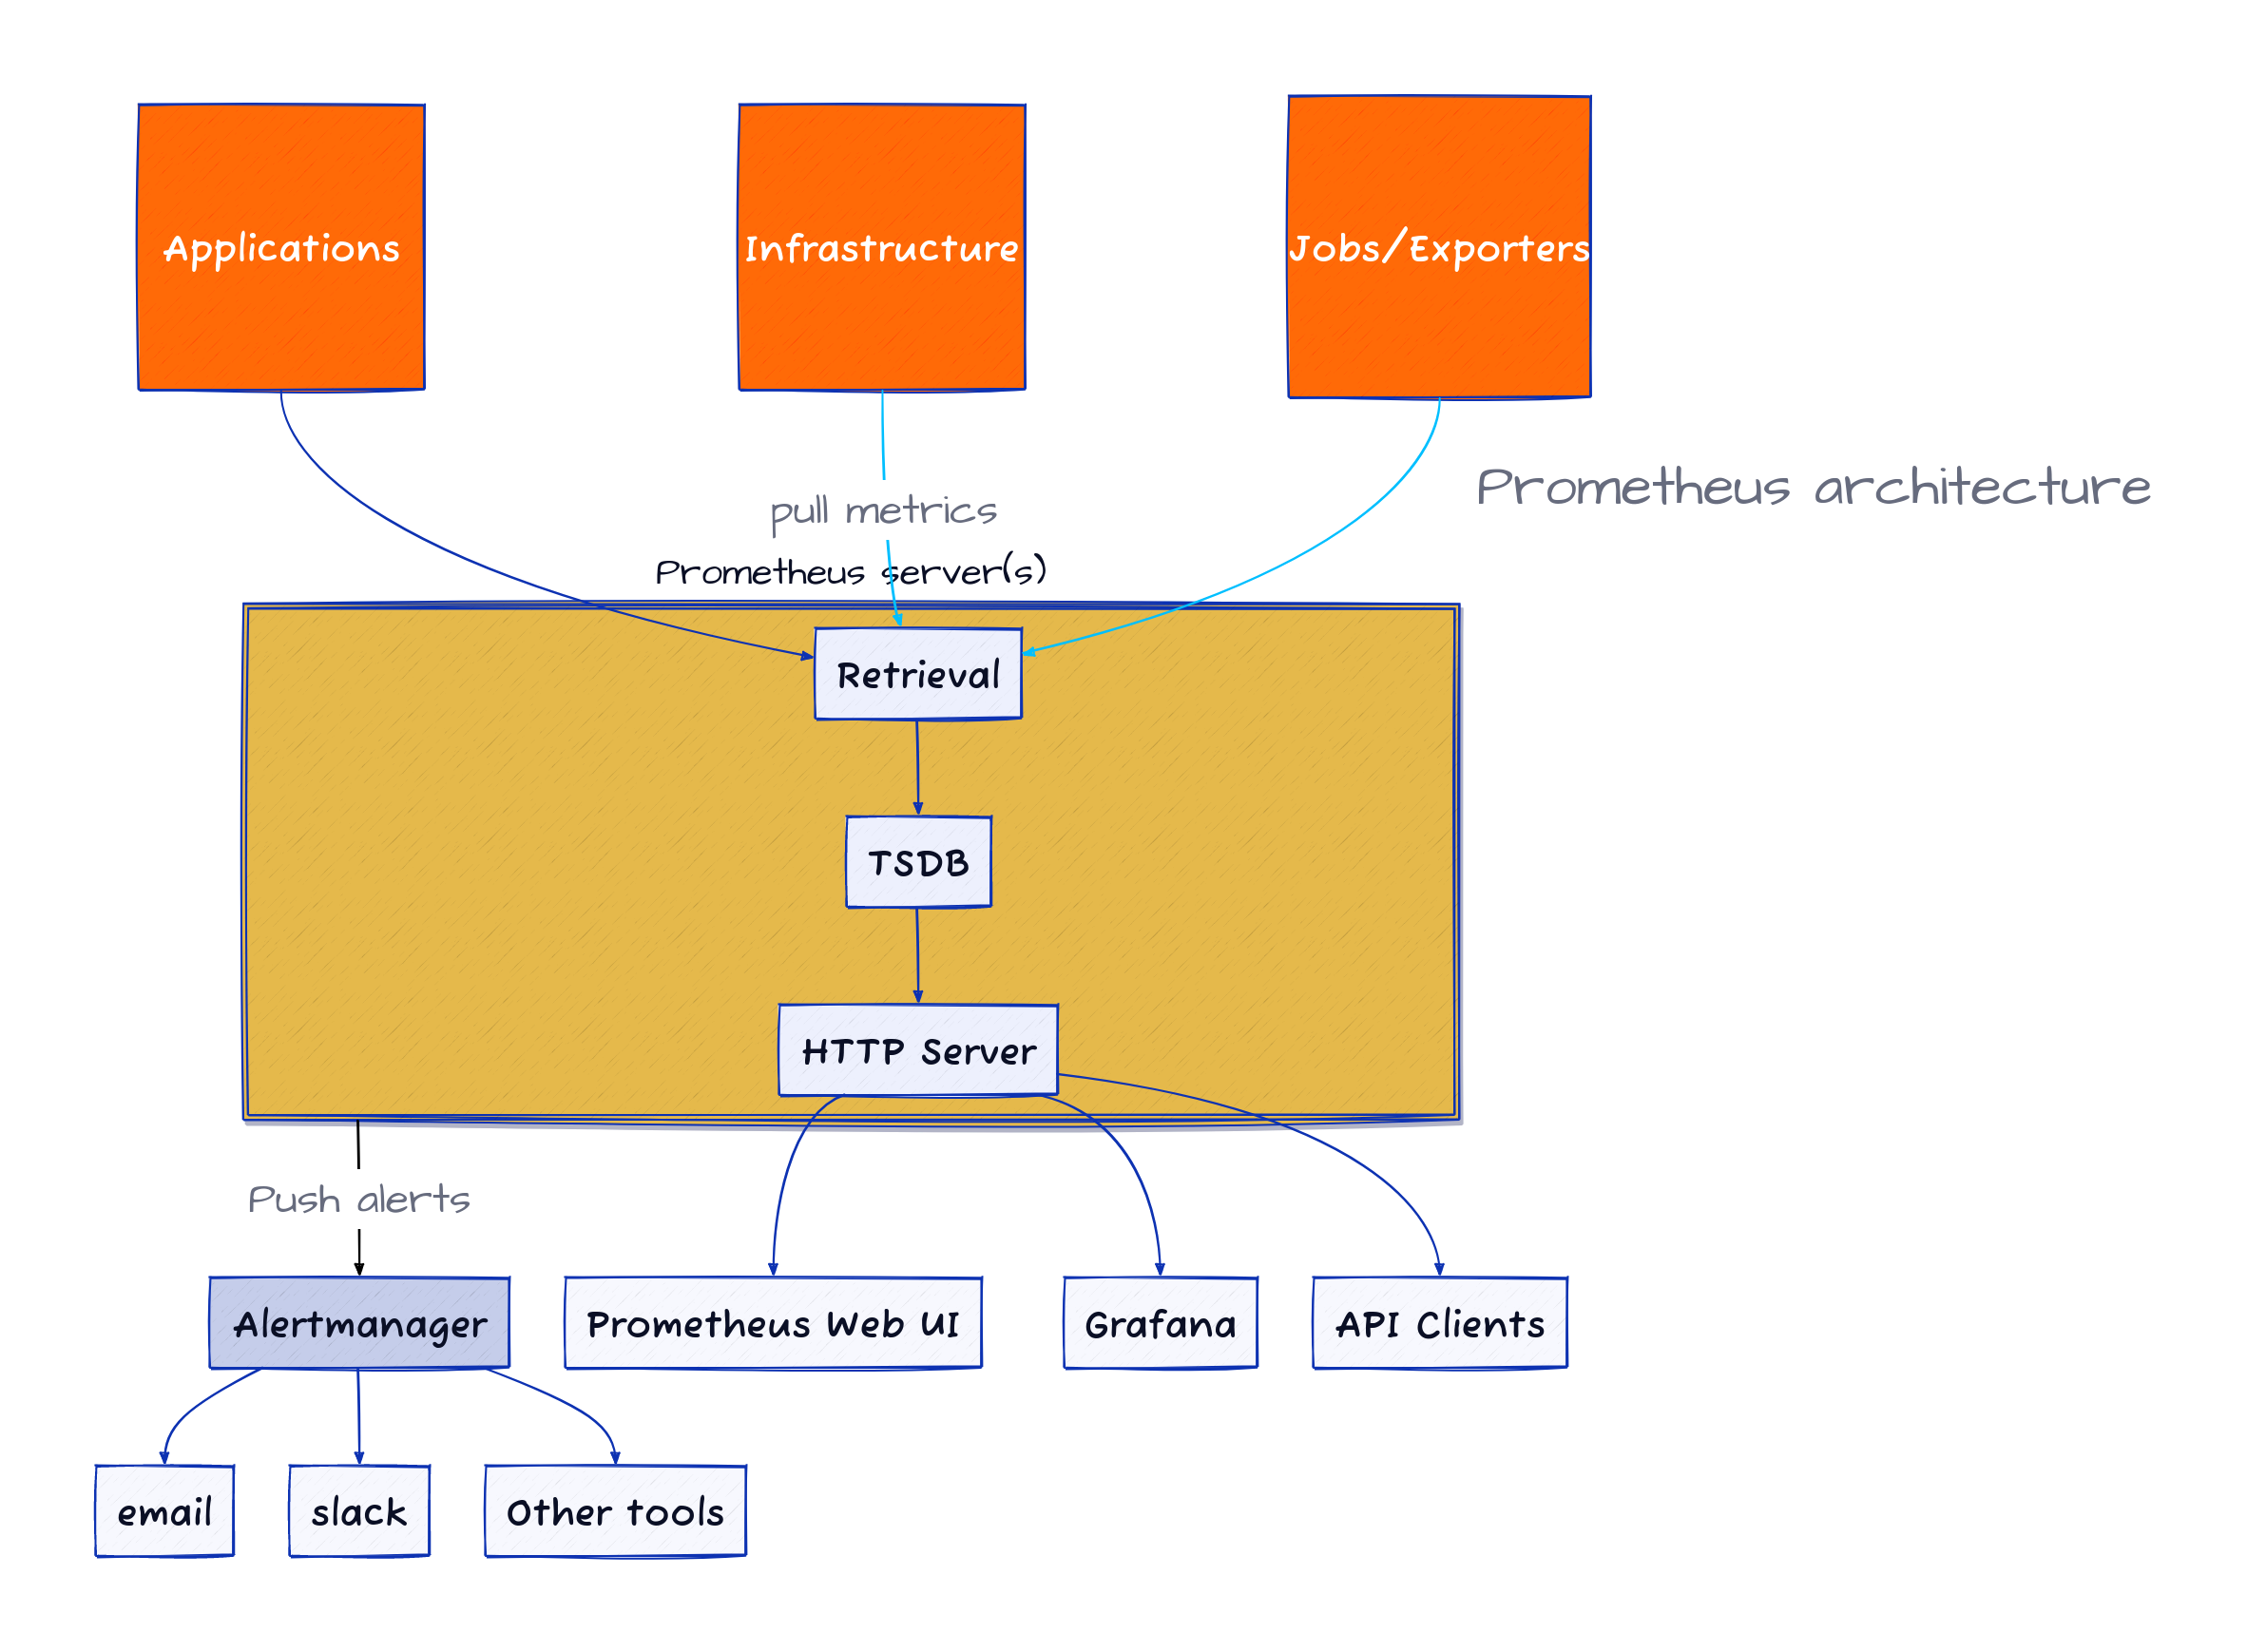 Applications
Infrastructure
Jobs/Exporters
Prometheus architecture
pull metrics
Prometheus server(s)
Retrieval
TSDB
HTTP Server
Push alerts
Alertmanager
Prometheus Web UI
Grafana
API Clients
email
slack
Other tools